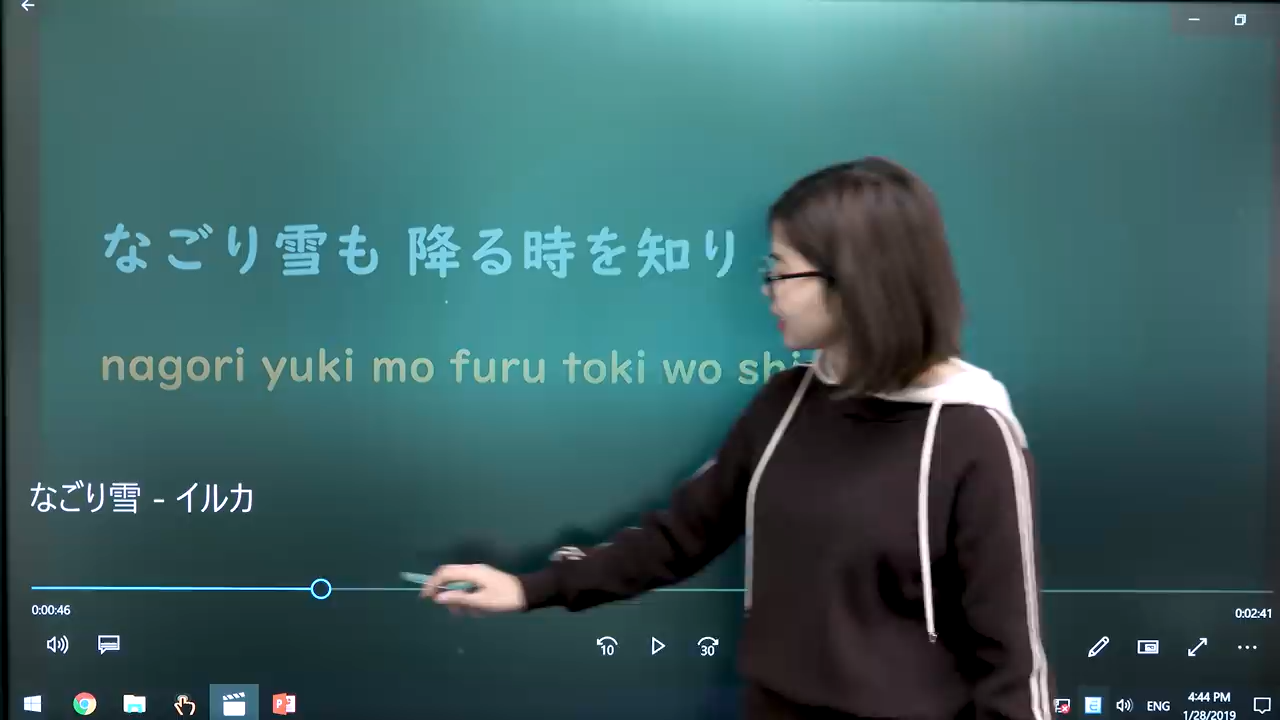 なごり雪も 降る時を知り
nagori yuki mo furu toki wo shi
なごり雪 - イルカ
0:00:46
0:02:41
10
30
ENG
4:44 PM
1/28/2019